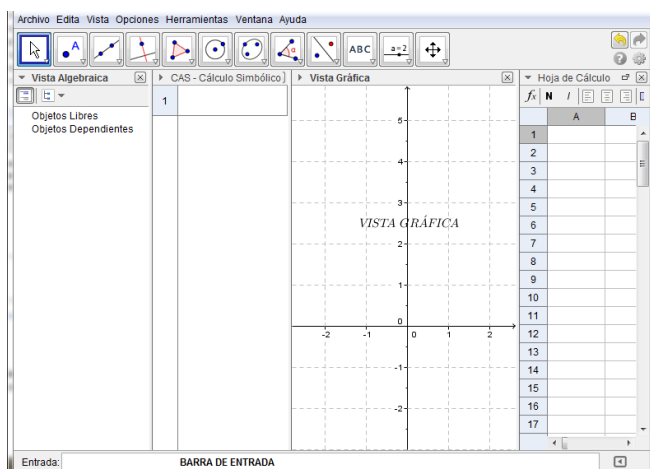 Archivo Edita Vista Opciones Herramientas Ventana Ayuda
A
α
ABC
a=2
Vista Algebraica
CAS - Cálculo Simbólico
Vista Gráfica
Hoja de Cálculo
fx N I
Objetos Libres
Objetos Dependientes
1
5
4
3
VISTA GRÁFICA
2
1
0
-2 -1 0 1 2
-1
-2
A B
1
2
3
4
5
6
7
8
9
10
11
12
13
14
15
16
17
Entrada: BARRA DE ENTRADA